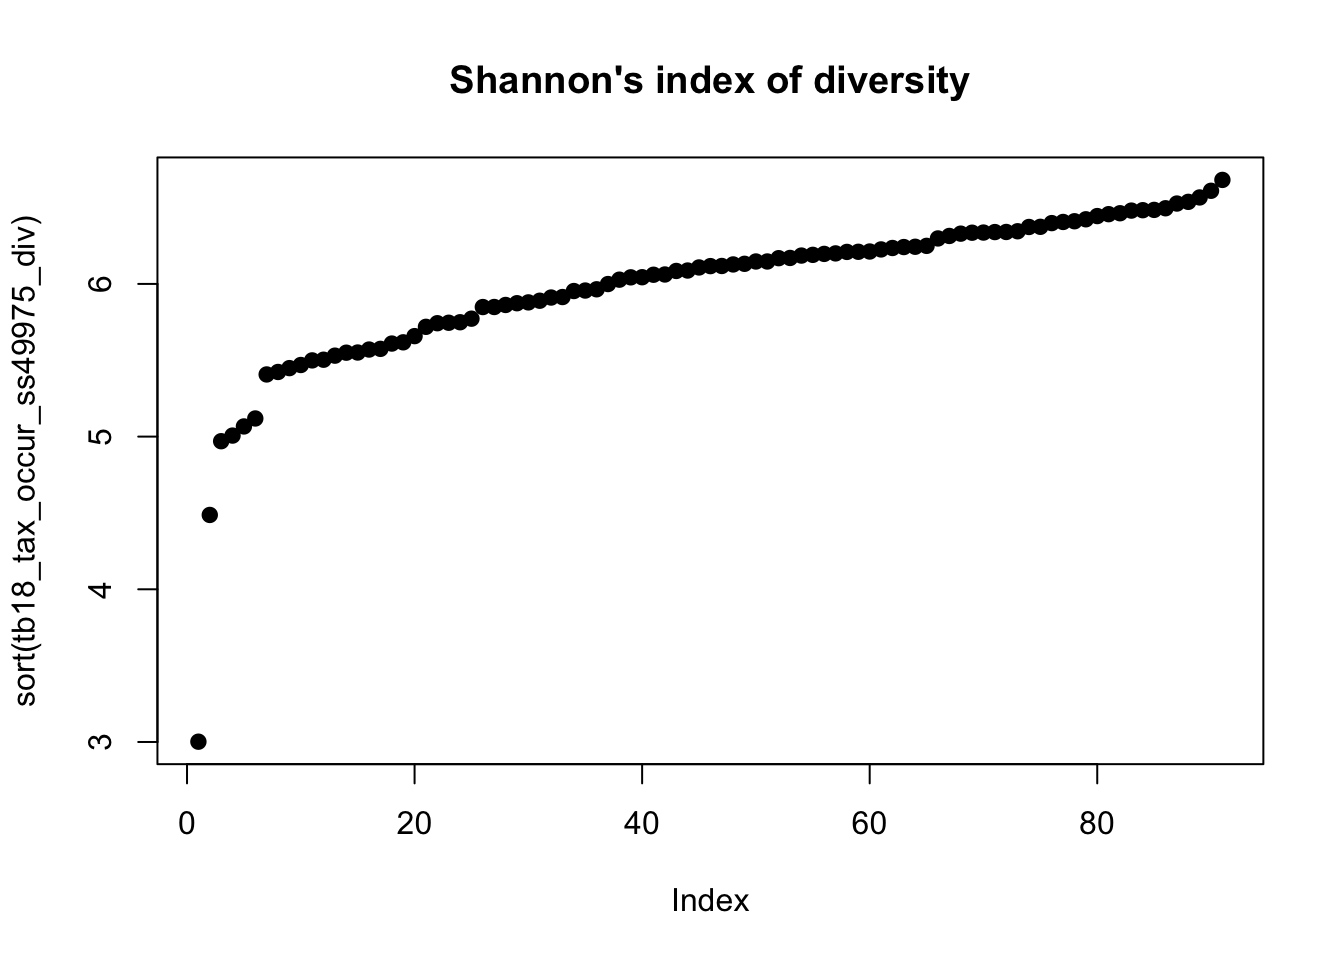 Shannon's index of diversity
sort(tb18_tax_occur_ss49975_div)
6
5
4
3
0 20 40 60 80
Index